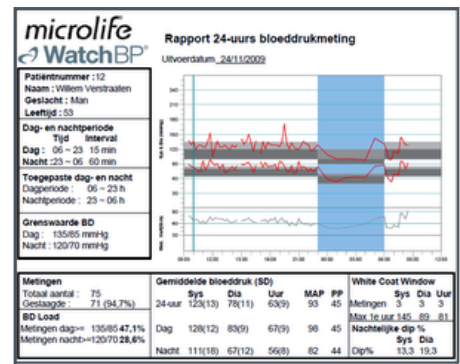 microlife
WatchBP®
Rapport 24-uurs bloeddrukmeting
Uitvoerdatum 24/11/2009
Patiëntnummer :12
Naam : Willem Verstraaten
Geslacht : Man
Leeftijd : 53
Dag- en nachtperiode
Tijd Interval
Dag : 06 ~ 23 15 min
Nacht :23 ~ 06 60 min
Toegepaste dag- en nacht
Dagperiode : 06 ~ 23 h
Nachtperiode : 23 ~ 06 h
Grenswaarde BD
Dag : 135/85 mmHg
Nacht : 120/70 mmHg
Metingen
Totaal aantal : 75
Geslaagde : 71 (94,7%)
BD Load
Metingen dag>= 135/85 47,1%
Metingen nacht>=120/70 28,6%
Gemiddelde bloeddruk (SD)
Sys Dia Uur MAP PP
24-uur 123(13) 78(11) 63(9) 93 45
Dag 128(12) 83(9) 67(9) 98 45
Nacht 111(18) 67(12) 56(8) 82 44
White Coat Window
Sys Dia Uur
Metingen 3 3 3
Max 1e uur 145 89 81
Nachtelijke dip %
Sys Dia
Dip% 13,3 19,3